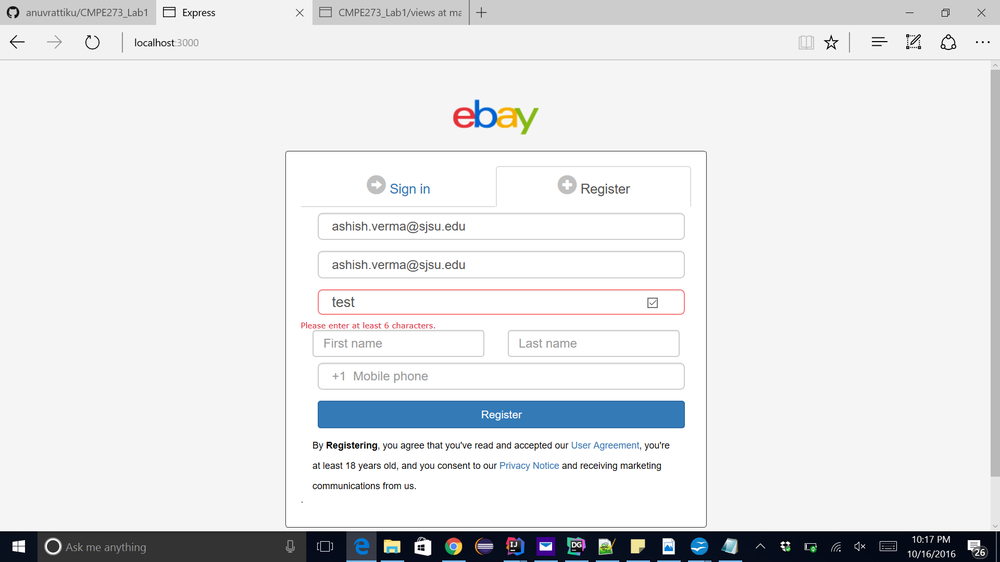 anuvrattiku/CMPE273_Lab1
Express
CMPE273_Lab1/views at ma
localhost:3000
ebay
Sign in
Register
ashish.verma@sjsu.edu
ashish.verma@sjsu.edu
test
Please enter at least 6 characters.
First name
Last name
+1 Mobile phone
Register
By Registering, you agree that you've read and accepted our User Agreement, you're
at least 18 years old, and you consent to our Privacy Notice and receiving marketing
communications from us.
.
Ask me anything
IJ
DG
10:17 PM
10/16/2016
26